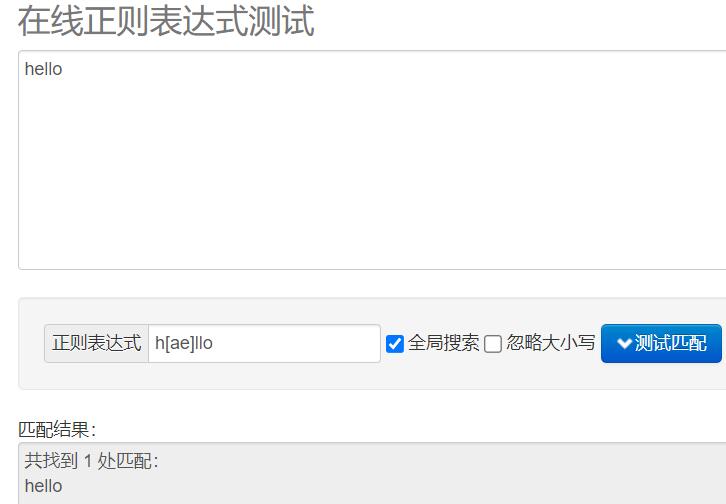 在线正则表达式测试
hello
正则表达式 h[ae]llo 全局搜索 忽略大小写 测试匹配
匹配结果：
共找到 1 处匹配：
hello